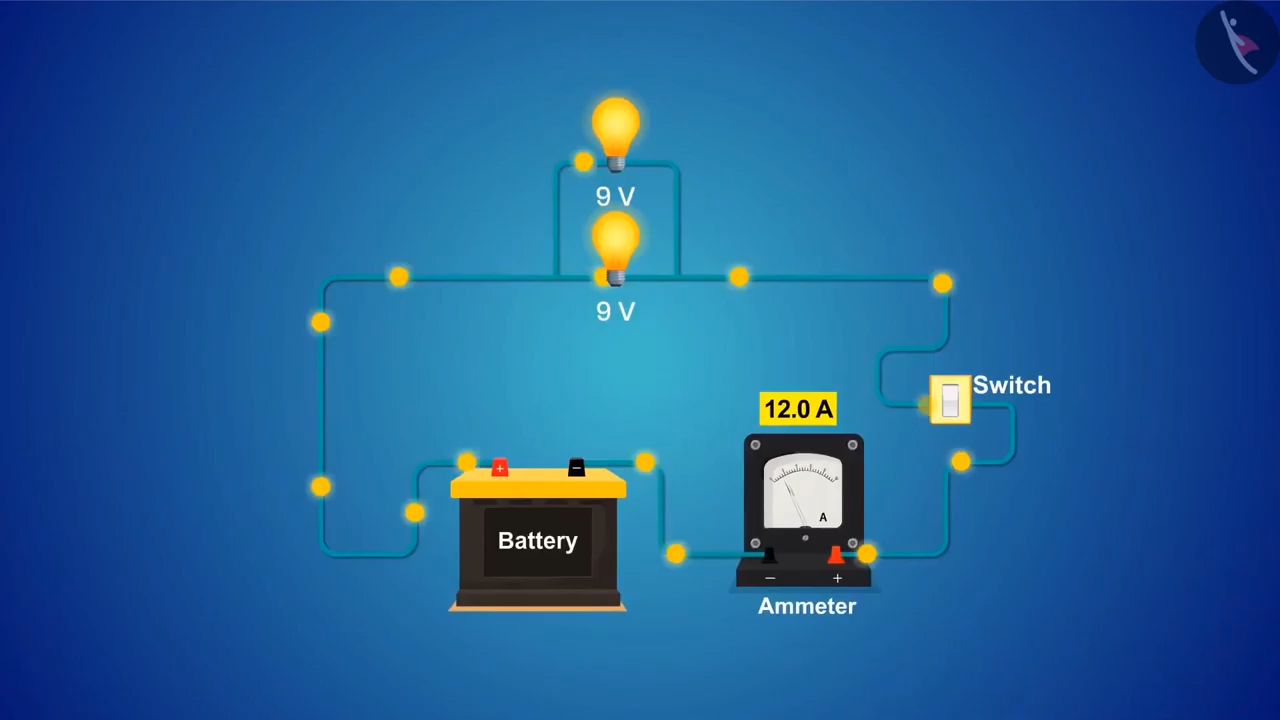 9 V
9 V
Switch
12.0 A
A
+
−
Battery
−
+
Ammeter